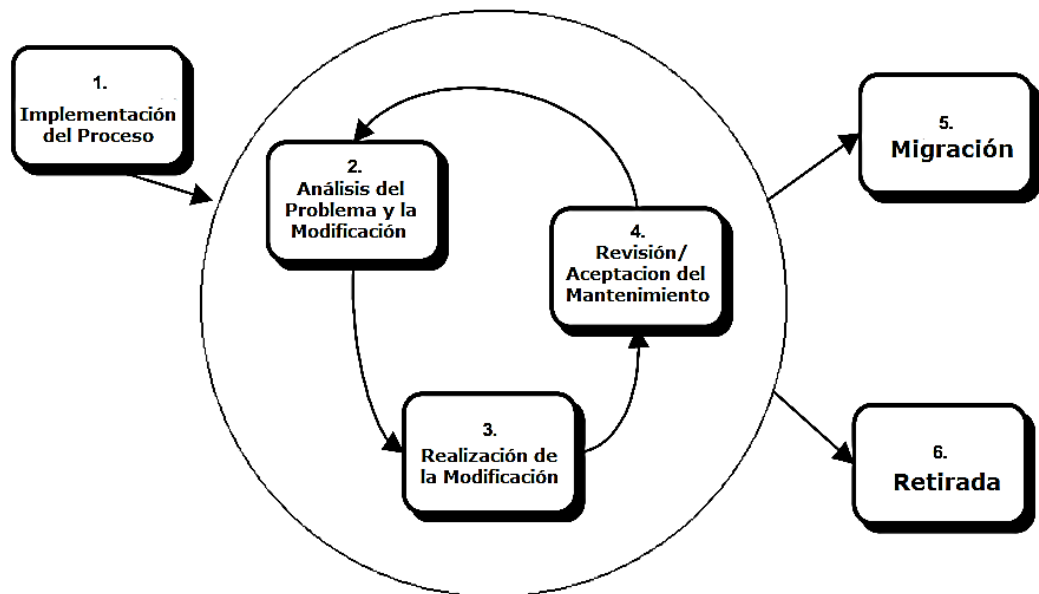 1.
Implementación
del Proceso
2.
Análisis del
Problema y la
Modificación
3.
Realización de
la Modificación
4.
Revisión/
Aceptacion del
Mantenimiento
5.
Migración
6.
Retirada